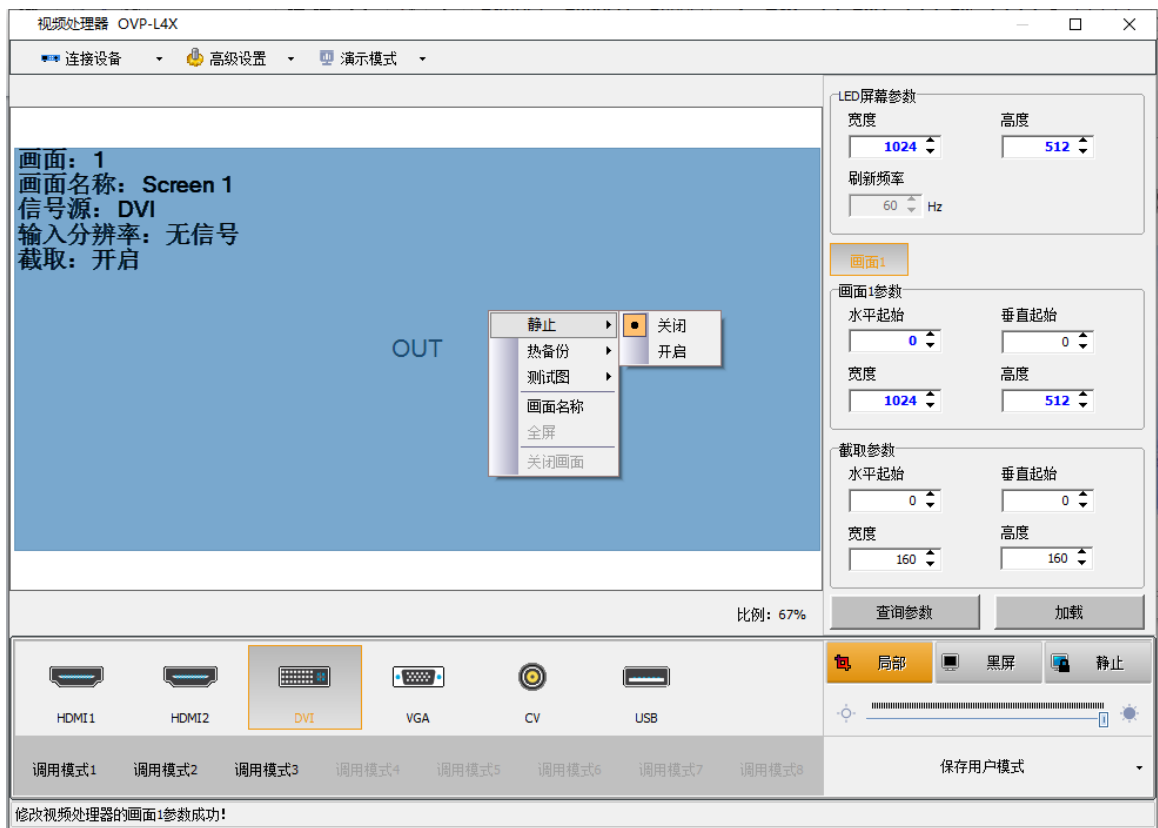 视频处理器 OVP-L4X
连接设备 高级设置 演示模式
画面：1
画面名称：Screen 1
信号源：DVI
输入分辨率：无信号
截取：开启
OUT
静止
热备份
测试图
画面名称
全屏
关闭画面
关闭
开启
比例：67%
LED屏幕参数
宽度 高度
1024 512
刷新频率
60 Hz
画面1
画面1参数
水平起始 垂直起始
0 0
宽度 高度
1024 512
截取参数
水平起始 垂直起始
0 0
宽度 高度
160 160
查询参数 加载
HDMI1 HDMI2 DVI VGA CV USB
局部 黑屏 静止
调用模式1 调用模式2 调用模式3 调用模式4 调用模式5 调用模式6 调用模式7 调用模式8
保存用户模式
修改视频处理器的画面1参数成功!